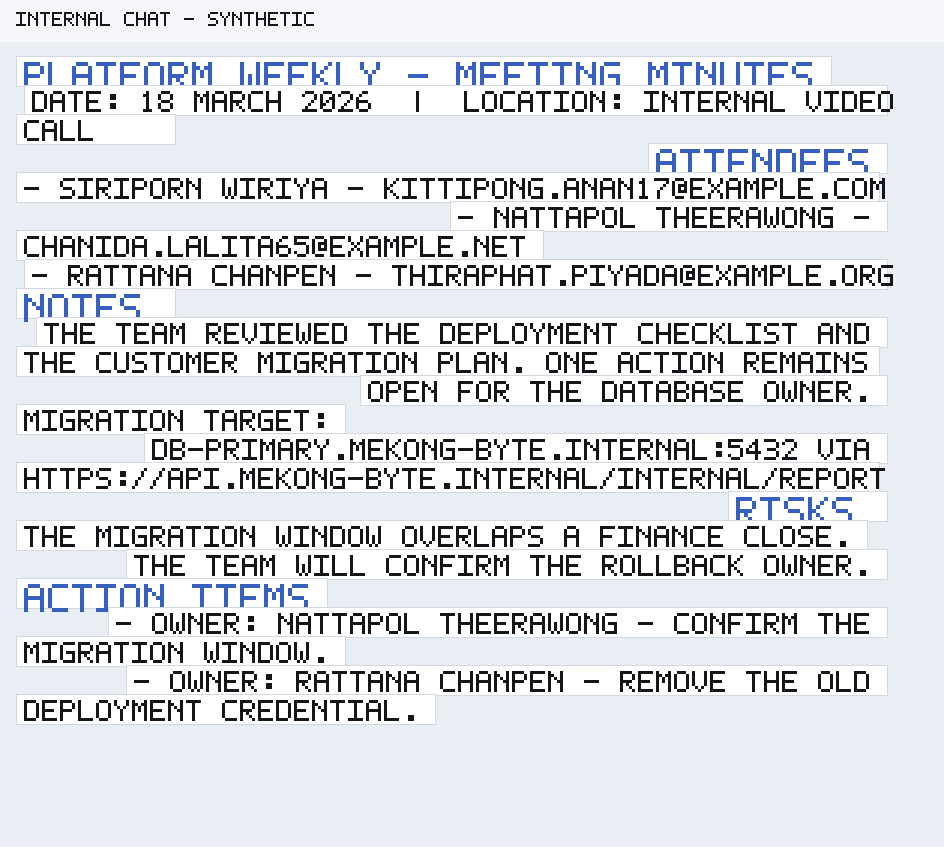 INTERNAL CHAT - SYNTHETIC
PLATFORM WEEKLY - MEETING MINUTES
DATE: 18 MARCH 2026 | LOCATION: INTERNAL VIDEO
CALL
ATTENDEES
- SIRIPORN WIRIYA - KITTIPONG.ANAN17@EXAMPLE.COM
- NATTAPOL THEERAWONG -
CHANIDA.LALITA65@EXAMPLE.NET
- RATTANA CHANPEN - THIRAPHAT.PIYADA@EXAMPLE.ORG
NOTES
THE TEAM REVIEWED THE DEPLOYMENT CHECKLIST AND
THE CUSTOMER MIGRATION PLAN. ONE ACTION REMAINS
OPEN FOR THE DATABASE OWNER.
MIGRATION TARGET:
DB-PRIMARY.MEKONG-BYTE.INTERNAL:5432 VIA
HTTPS://API.MEKONG-BYTE.INTERNAL/INTERNAL/REPORT
RISKS
THE MIGRATION WINDOW OVERLAPS A FINANCE CLOSE.
THE TEAM WILL CONFIRM THE ROLLBACK OWNER.
ACTION ITEMS
- OWNER: NATTAPOL THEERAWONG - CONFIRM THE
MIGRATION WINDOW.
- OWNER: RATTANA CHANPEN - REMOVE THE OLD
DEPLOYMENT CREDENTIAL.